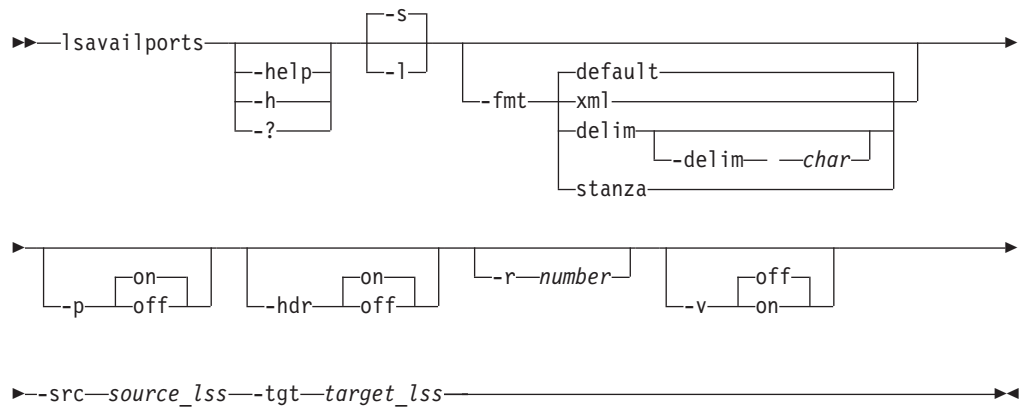 -s
lsavailports
-help
-l
default
-h
-fmt
xml
-?
delim
-delim char
stanza
on
on
-r number
off
-p
off
-hdr
off
-v
on
-src source_lss -tgt target_lss